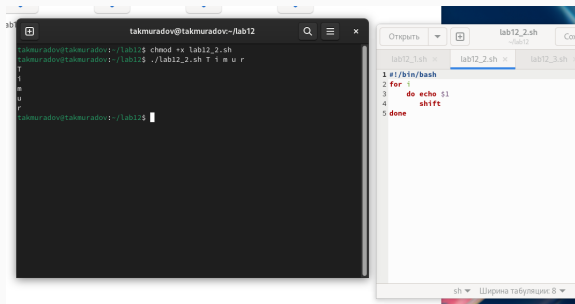 takmuradov@takmuradov:~/lab12
takmuradov@takmuradov:~/lab12$ chmod +x lab12_2.sh
takmuradov@takmuradov:~/lab12$ ./lab12_2.sh T i m u r
T
i
m
u
r
takmuradov@takmuradov:~/lab12$
Открыть
lab12_2.sh
~/lab12
lab12_1.sh × lab12_2.sh × lab12_3.sh
1 #!/bin/bash
2 for i
3 do echo $1
4 shift
5 done
sh Ширина табуляции: 8